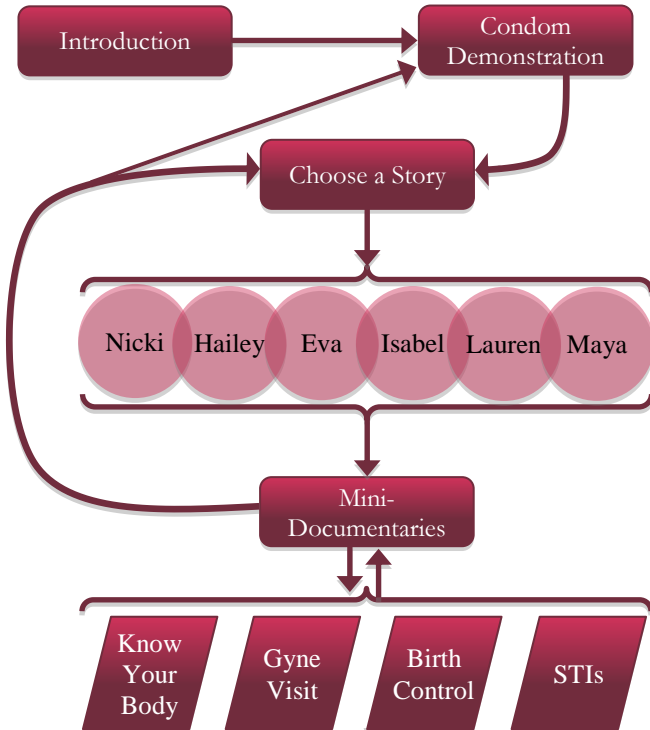 Introduction
Condom
Demonstration
Choose a Story
Nicki
Hailey
Eva
Isabel
Lauren
Maya
Mini-
Documentaries
Know
Your
Body
Gyne
Visit
Birth
Control
STIs